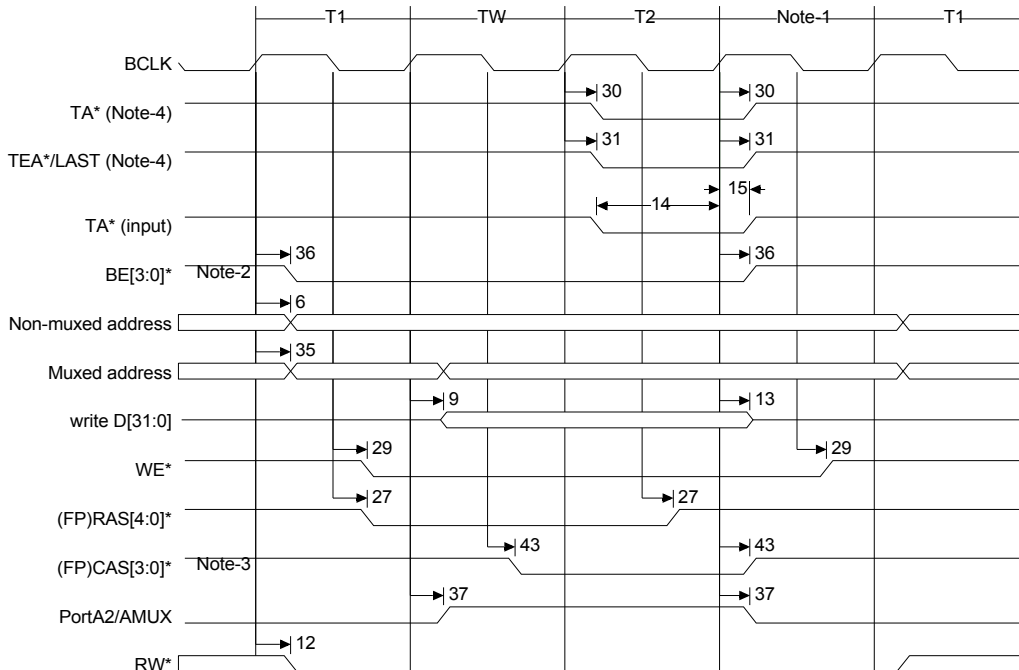 T1 TW T2 Note-1 T1
BCLK
30 30
TA* (Note-4)
31 31
TEA*/LAST (Note-4)
15
14
TA* (input)
36 36
BE[3:0]* Note-2
6
Non-muxed address
35
Muxed address
9 13
write D[31:0]
29 29
WE*
27 27
(FP)RAS[4:0]*
43 43
(FP)CAS[3:0]* Note-3
37 37
PortA2/AMUX
12
RW*